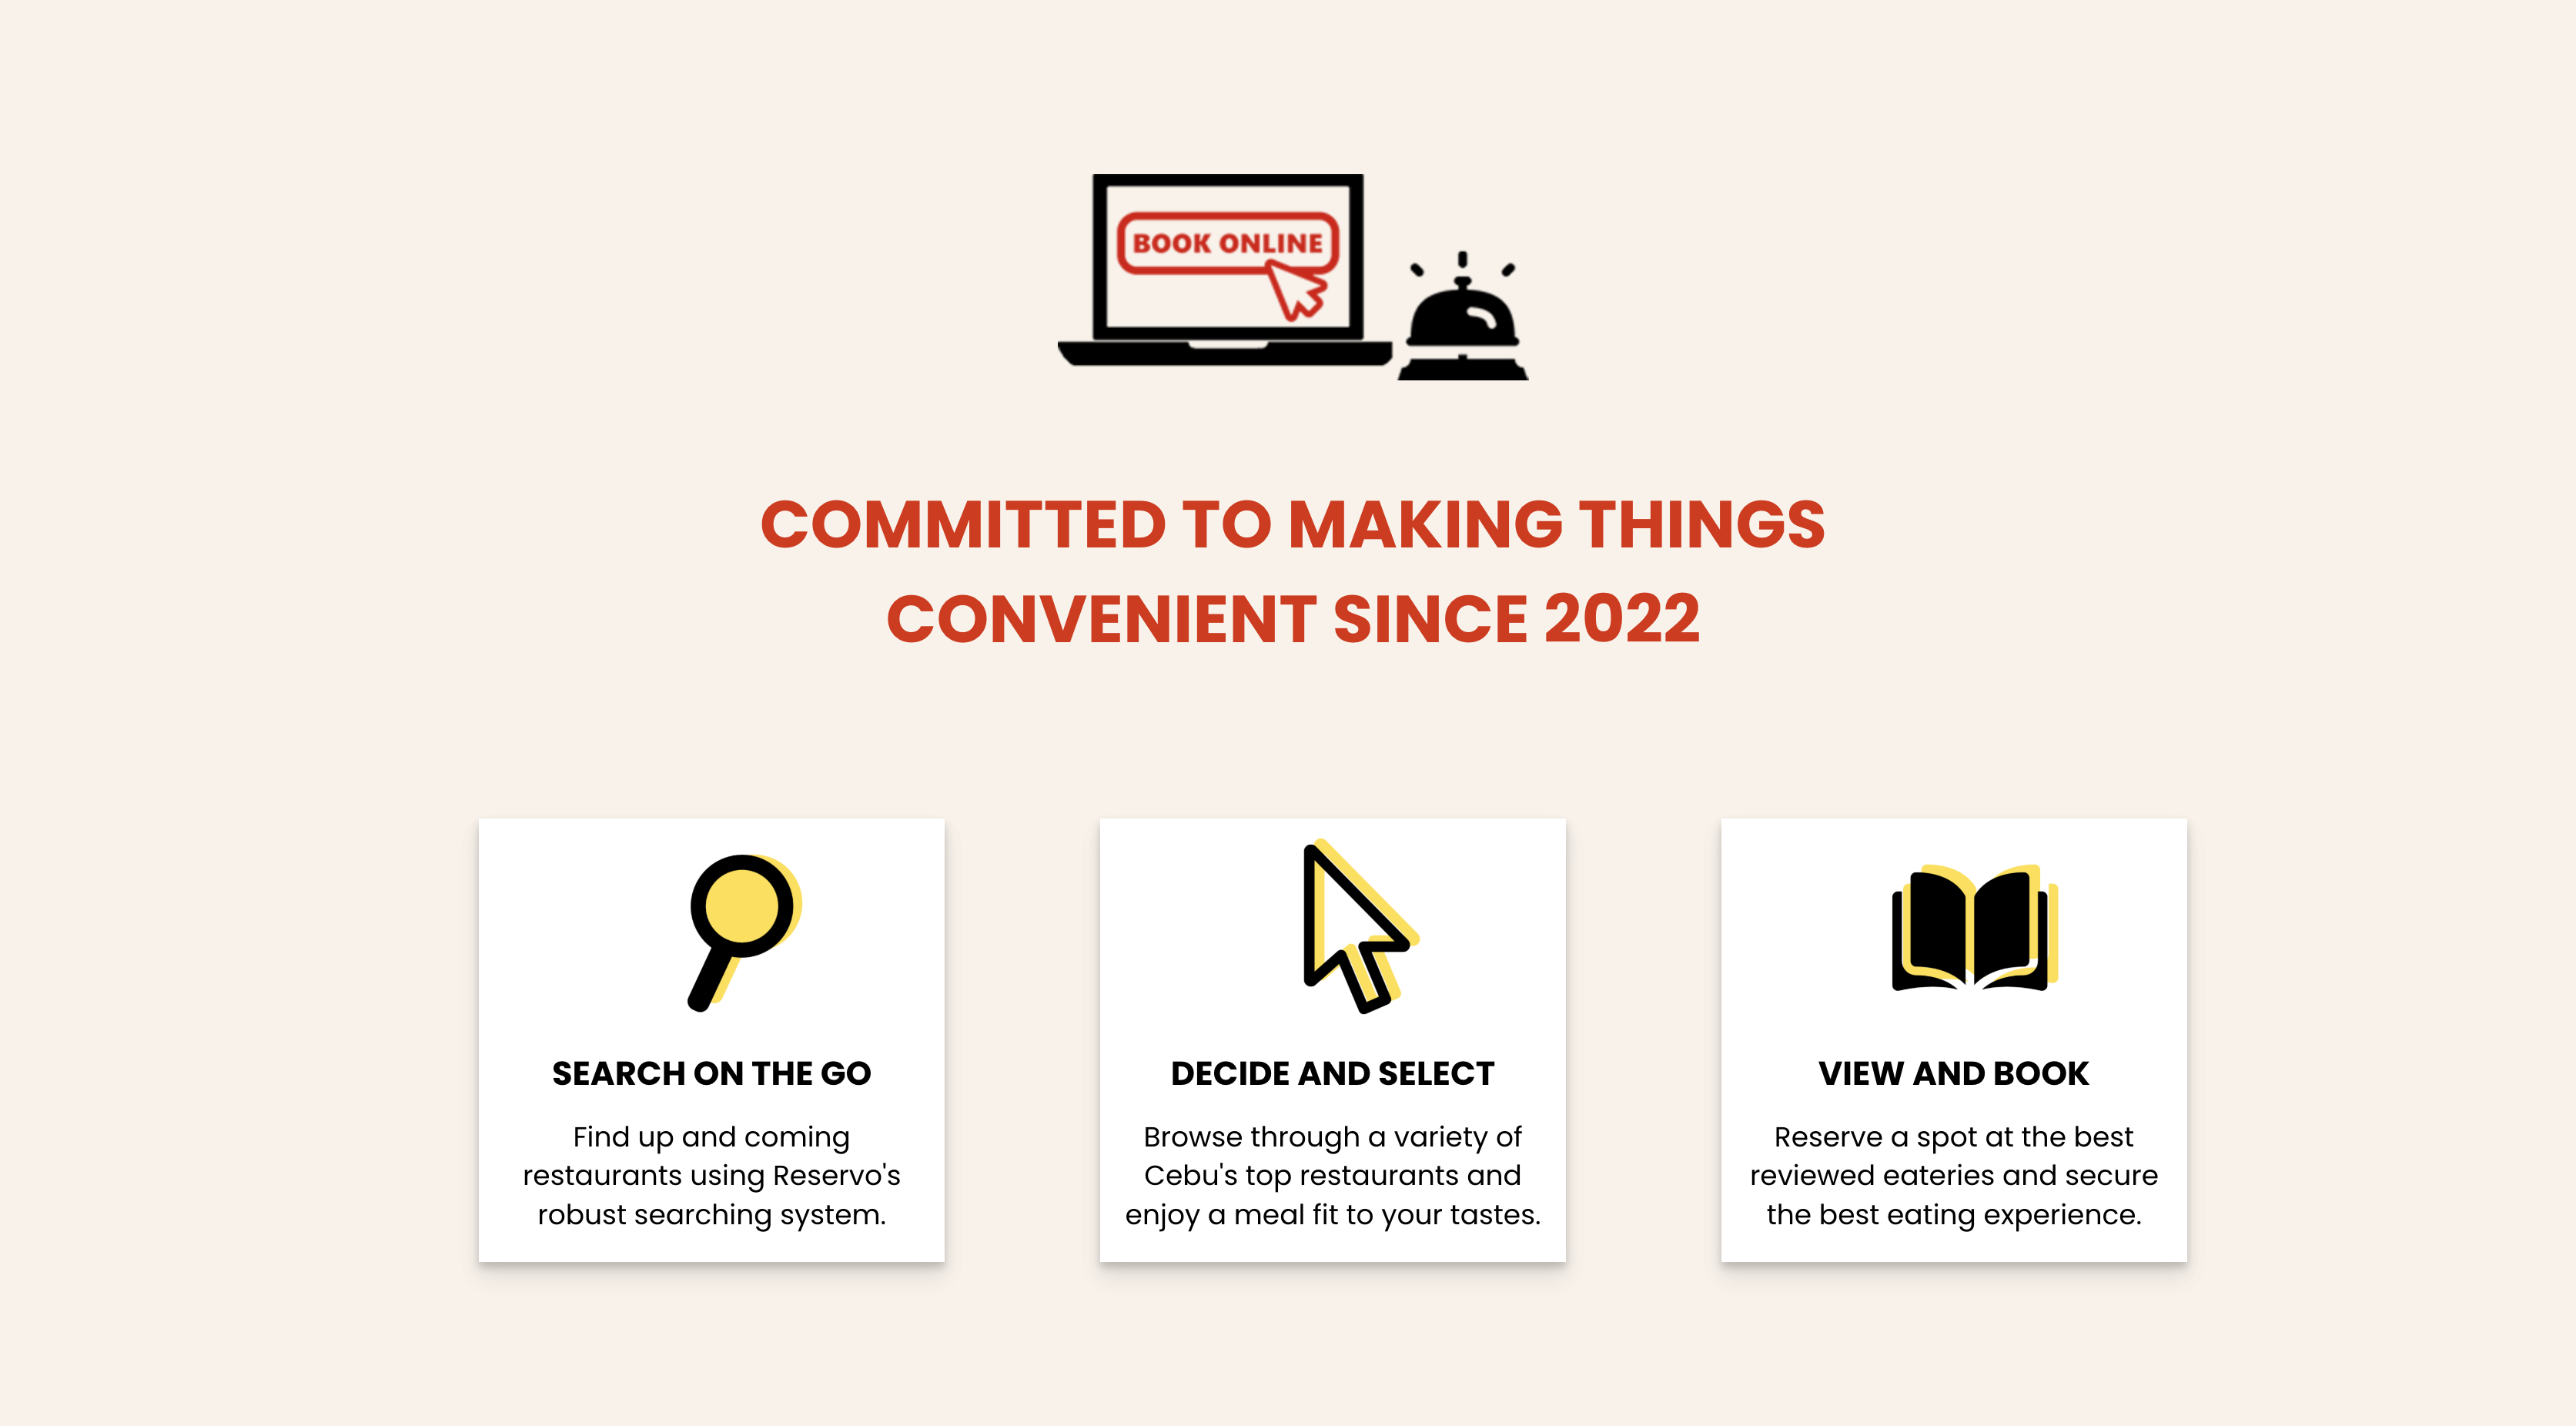 BOOK ONLINE
COMMITTED TO MAKING THINGS
CONVENIENT SINCE 2022
SEARCH ON THE GO
Find up and coming
restaurants using Reservo's
robust searching system.
DECIDE AND SELECT
Browse through a variety of
Cebu's top restaurants and
enjoy a meal fit to your tastes.
VIEW AND BOOK
Reserve a spot at the best
reviewed eateries and secure
the best eating experience.